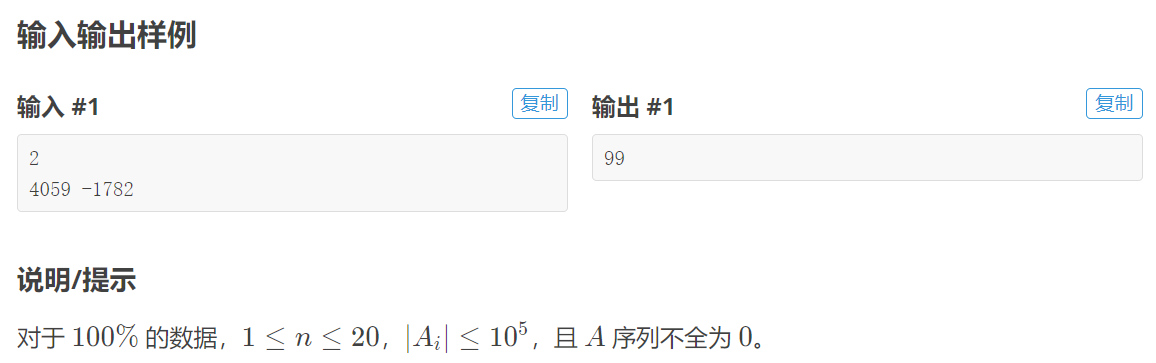 输入输出样例
输入 #1 复制
2
4059 -1782
输出 #1 复制
99
说明/提示
对于 100% 的数据，1 ≤ n ≤ 20，|A_i| ≤ 10^5，且 A 序列不全为 0。